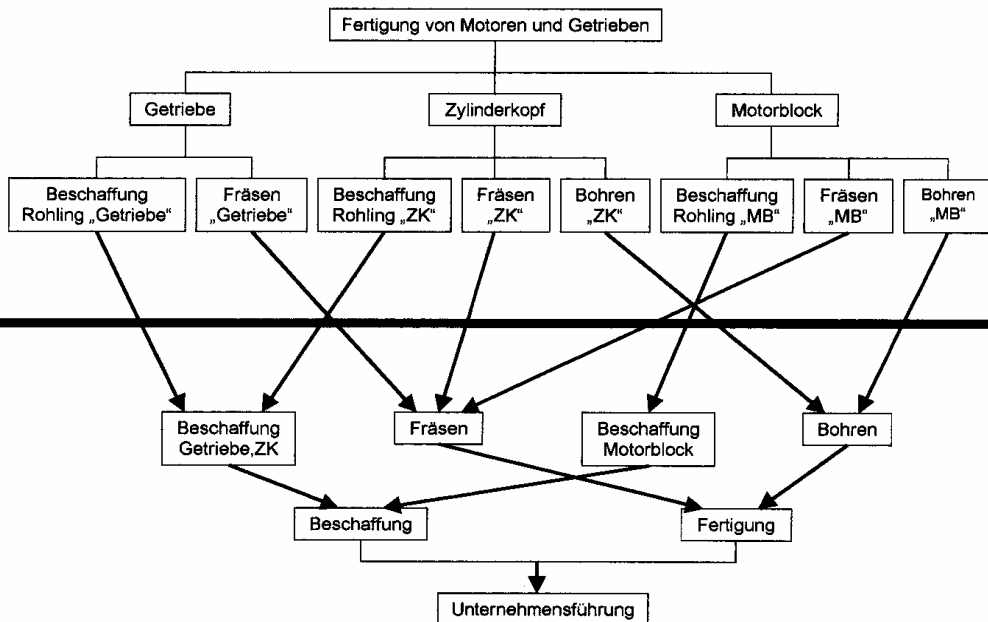 Fertigung von Motoren und Getrieben
Getriebe
Zylinderkopf
Motorblock
Beschaffung
Rohling „Getriebe“
Fräsen
„Getriebe“
Beschaffung
Rohling „ZK“
Fräsen
„ZK“
Bohren
„ZK“
Beschaffung
Rohling „MB“
Fräsen
„MB“
Bohren
„MB“
Beschaffung
Getriebe,ZK
Fräsen
Beschaffung
Motorblock
Bohren
Beschaffung
Fertigung
Unternehmensführung